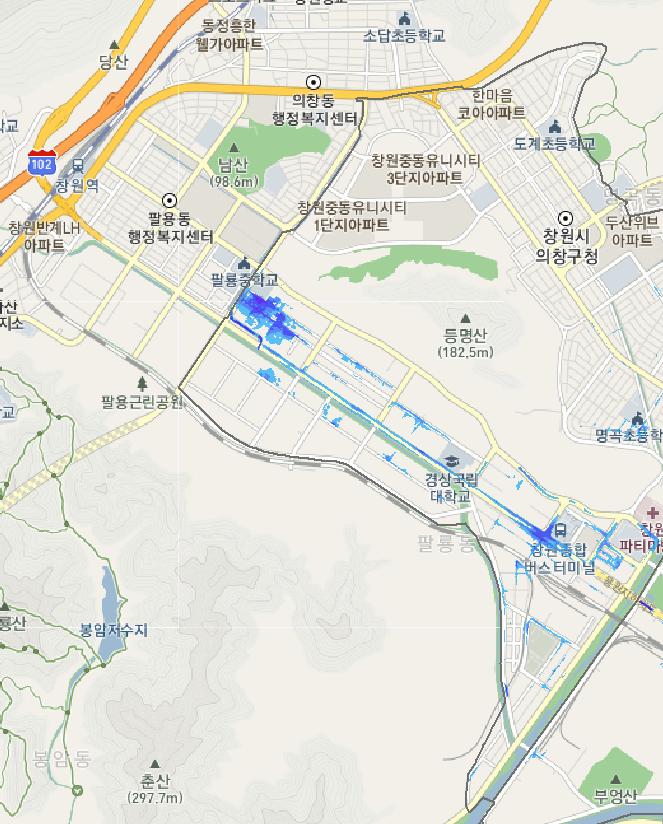 동정용한
웰가아파트
소답초등학교
당산
한마음
코아아파트
의창동
행정복지센터
102
도계초등학교
창원중동유니시티
3단지아파트
남산
(98.6m)
창원역
창원중동유니시티
1단지아파트
팔용동
행정복지센터
두산위브
아파트
창원시
의창구청
창원반계LH
아파트
팔룡중학교
등명산
(182.5m)
팔용근린공원
명곡초등학
경상국립
대학교
팔룡동
창원종합
버스터미널
창원
파티마
봉암저수지
봉암동
춘산
(297.7m)
부엉산